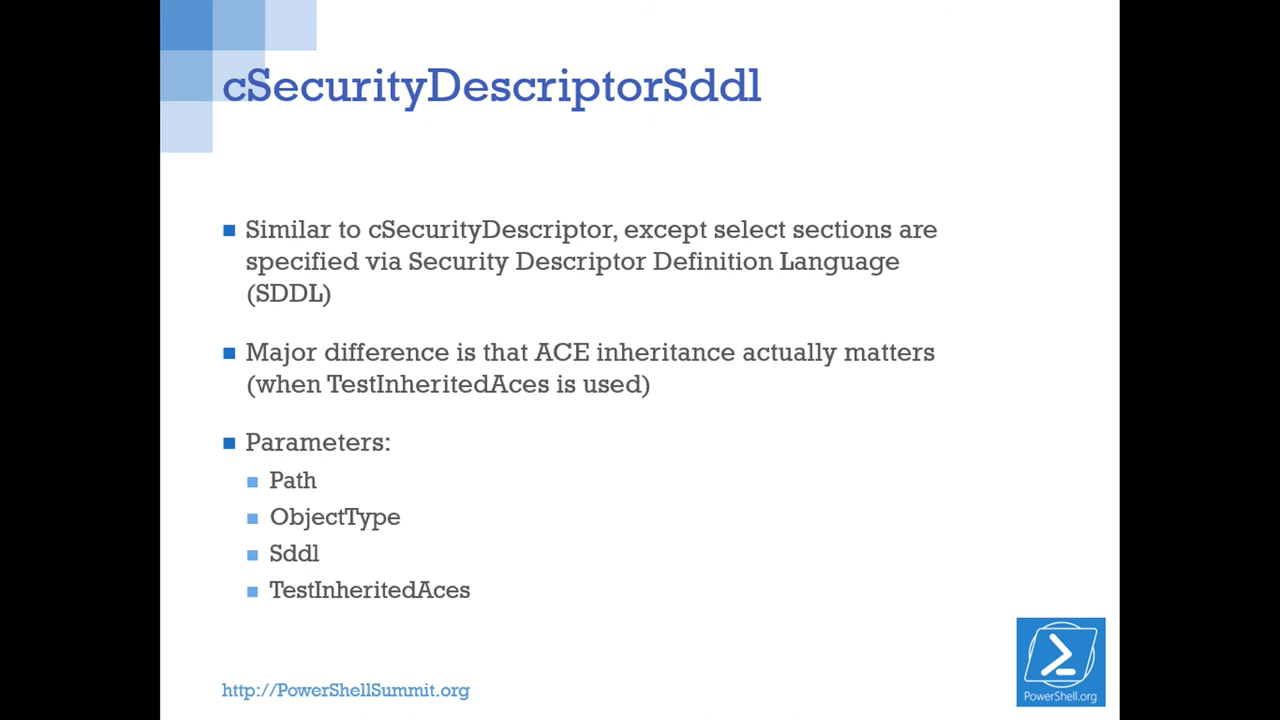 cSecurityDescriptorSddl
Similar to cSecurityDescriptor, except select sections are
specified via Security Descriptor Definition Language
(SDDL)
Major difference is that ACE inheritance actually matters
(when TestInheritedAces is used)
Parameters:
Path
ObjectType
Sddl
TestInheritedAces
http://PowerShellSummit.org
PowerShell.org